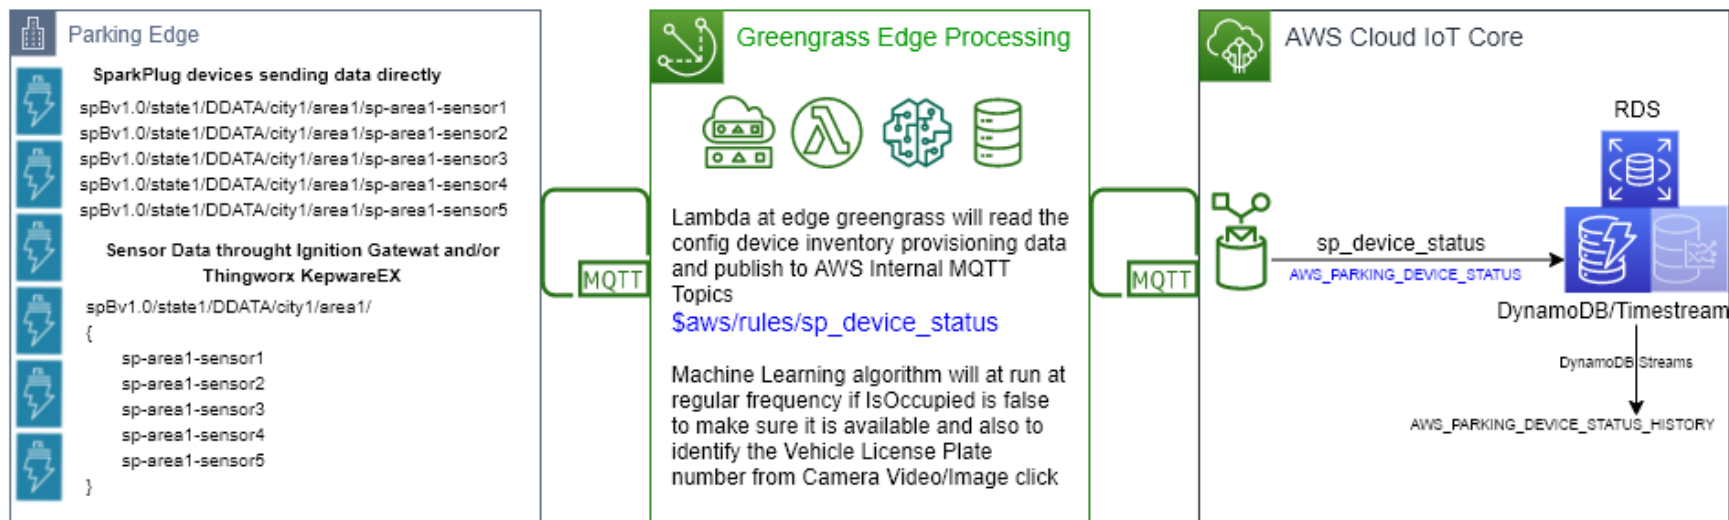 Parking Edge
SparkPlug devices sending data directly
spBv1.0/state1/DDATA/city1/area1/sp-area1-sensor1
spBv1.0/state1/DDATA/city1/area1/sp-area1-sensor2
spBv1.0/state1/DDATA/city1/area1/sp-area1-sensor3
spBv1.0/state1/DDATA/city1/area1/sp-area1-sensor4
spBv1.0/state1/DDATA/city1/area1/sp-area1-sensor5
Sensor Data throught Ignition Gatewat and/or
Thingworx KepwareEX
spBv1.0/state1/DDATA/city1/area1/
{
sp-area1-sensor1
sp-area1-sensor2
sp-area1-sensor3
sp-area1-sensor4
sp-area1-sensor5
}
MQTT
Greengrass Edge Processing
Lambda at edge greengrass will read the
config device inventory provisioning data
and publish to AWS Internal MQTT
Topics
$aws/rules/sp_device_status
Machine Learning algorithm will at run at
regular frequency if IsOccupied is false
to make sure it is available and also to
identify the Vehicle License Plate
number from Camera Video/Image click
MQTT
AWS Cloud IoT Core
RDS
sp_device_status
AWS_PARKING_DEVICE_STATUS
DynamoDB/Timestream
DynamoDB Streams
AWS_PARKING_DEVICE_STATUS_HISTORY